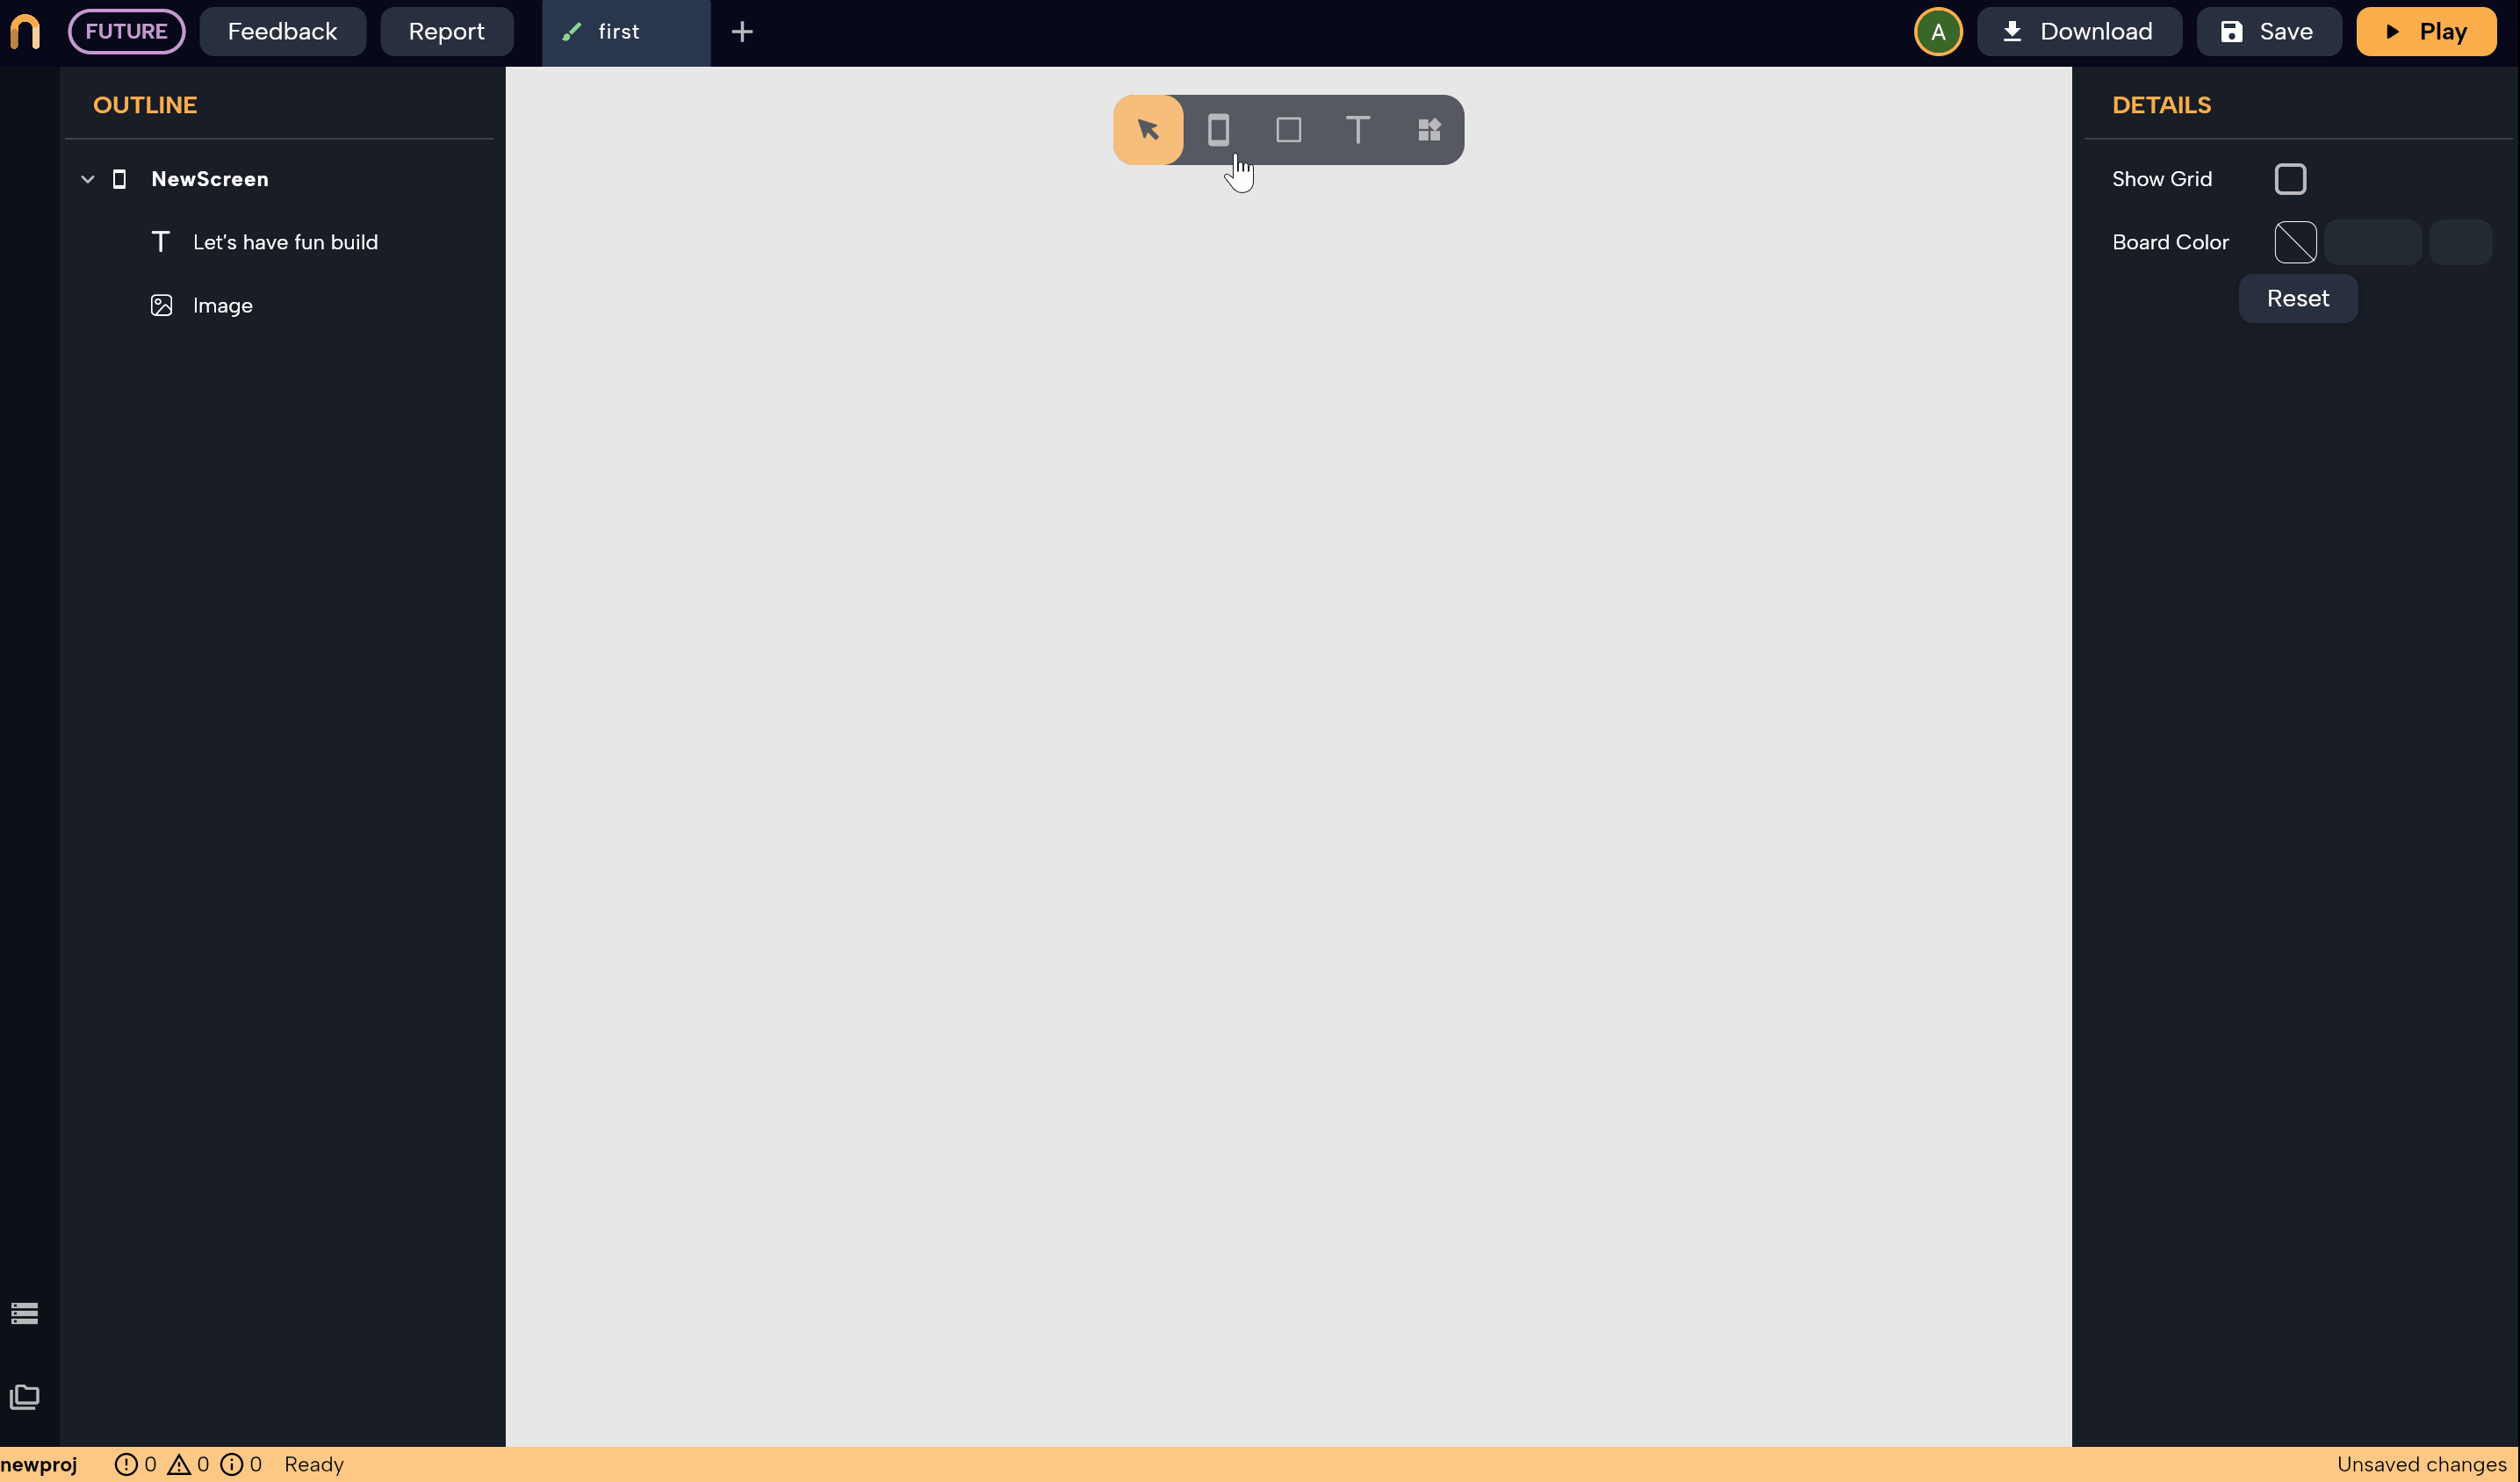 FUTURE
Feedback
Report
first
A
Download
Save
Play
OUTLINE
NewScreen
Let's have fun build
Image
DETAILS
Show Grid
Board Color
Reset
newproj
0
0
0
Ready
Unsaved changes